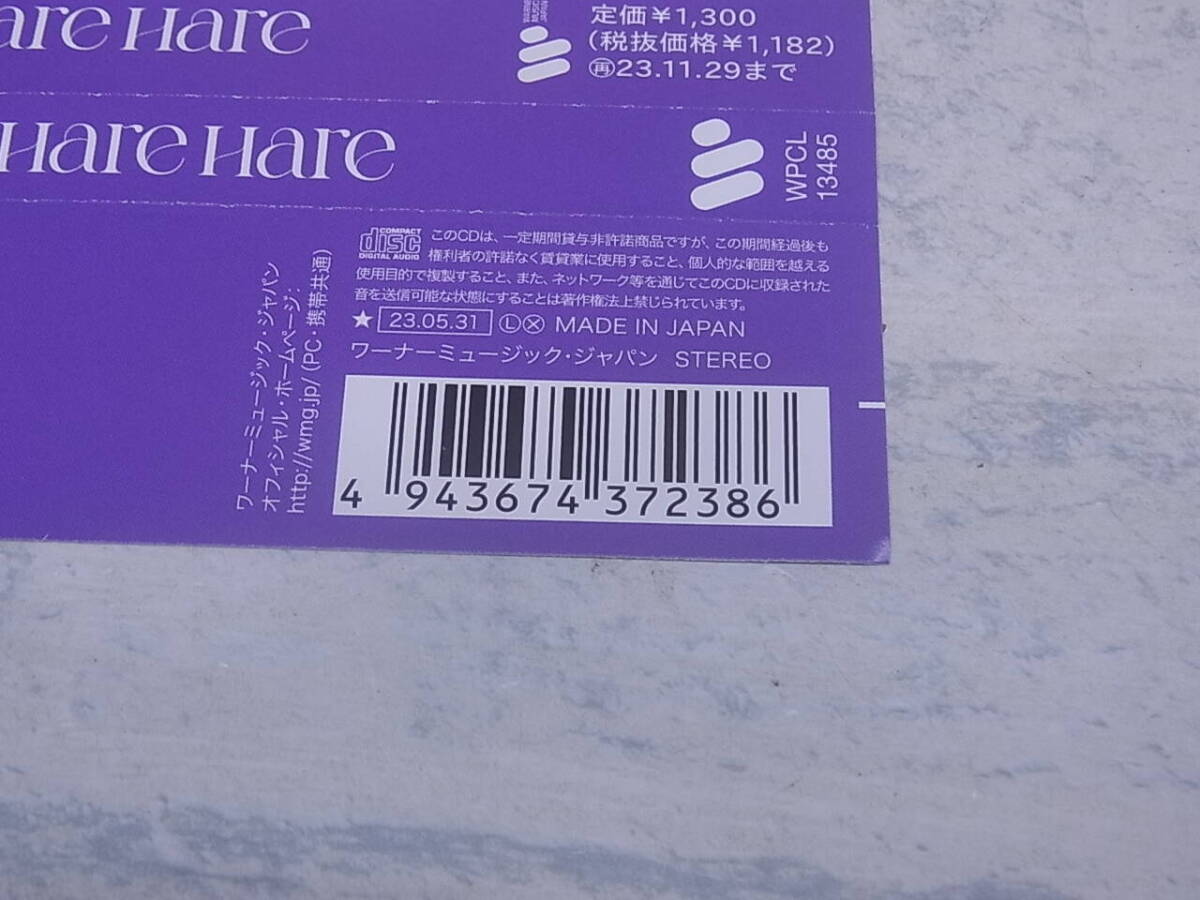 are Hare
WARNER MUSIC JAPAN
定価¥1,300
(税抜価格¥1,182)
再23.11.29まで
Hare Hare
WPCL
13485
COMPACT
disc
DIGITAL AUDIO
このCDは、一定期間貸与非許諾商品ですが、この期間経過後も
権利者の許諾なく賃貸業に使用すること、個人的な範囲を越える
使用目的で複製すること、また、ネットワーク等を通じてこのCDに収録された
音を送信可能な状態にすることは著作権法上禁じられています。
★ 23.05.31 Ⓛⓧ MADE IN JAPAN
ワーナーミュージック・ジャパン STEREO
ワーナーミュージック・ジャパン
オフィシャル・ホームページ:
http://wmg.jp/ (PC・携帯共通)
4 943674 372386